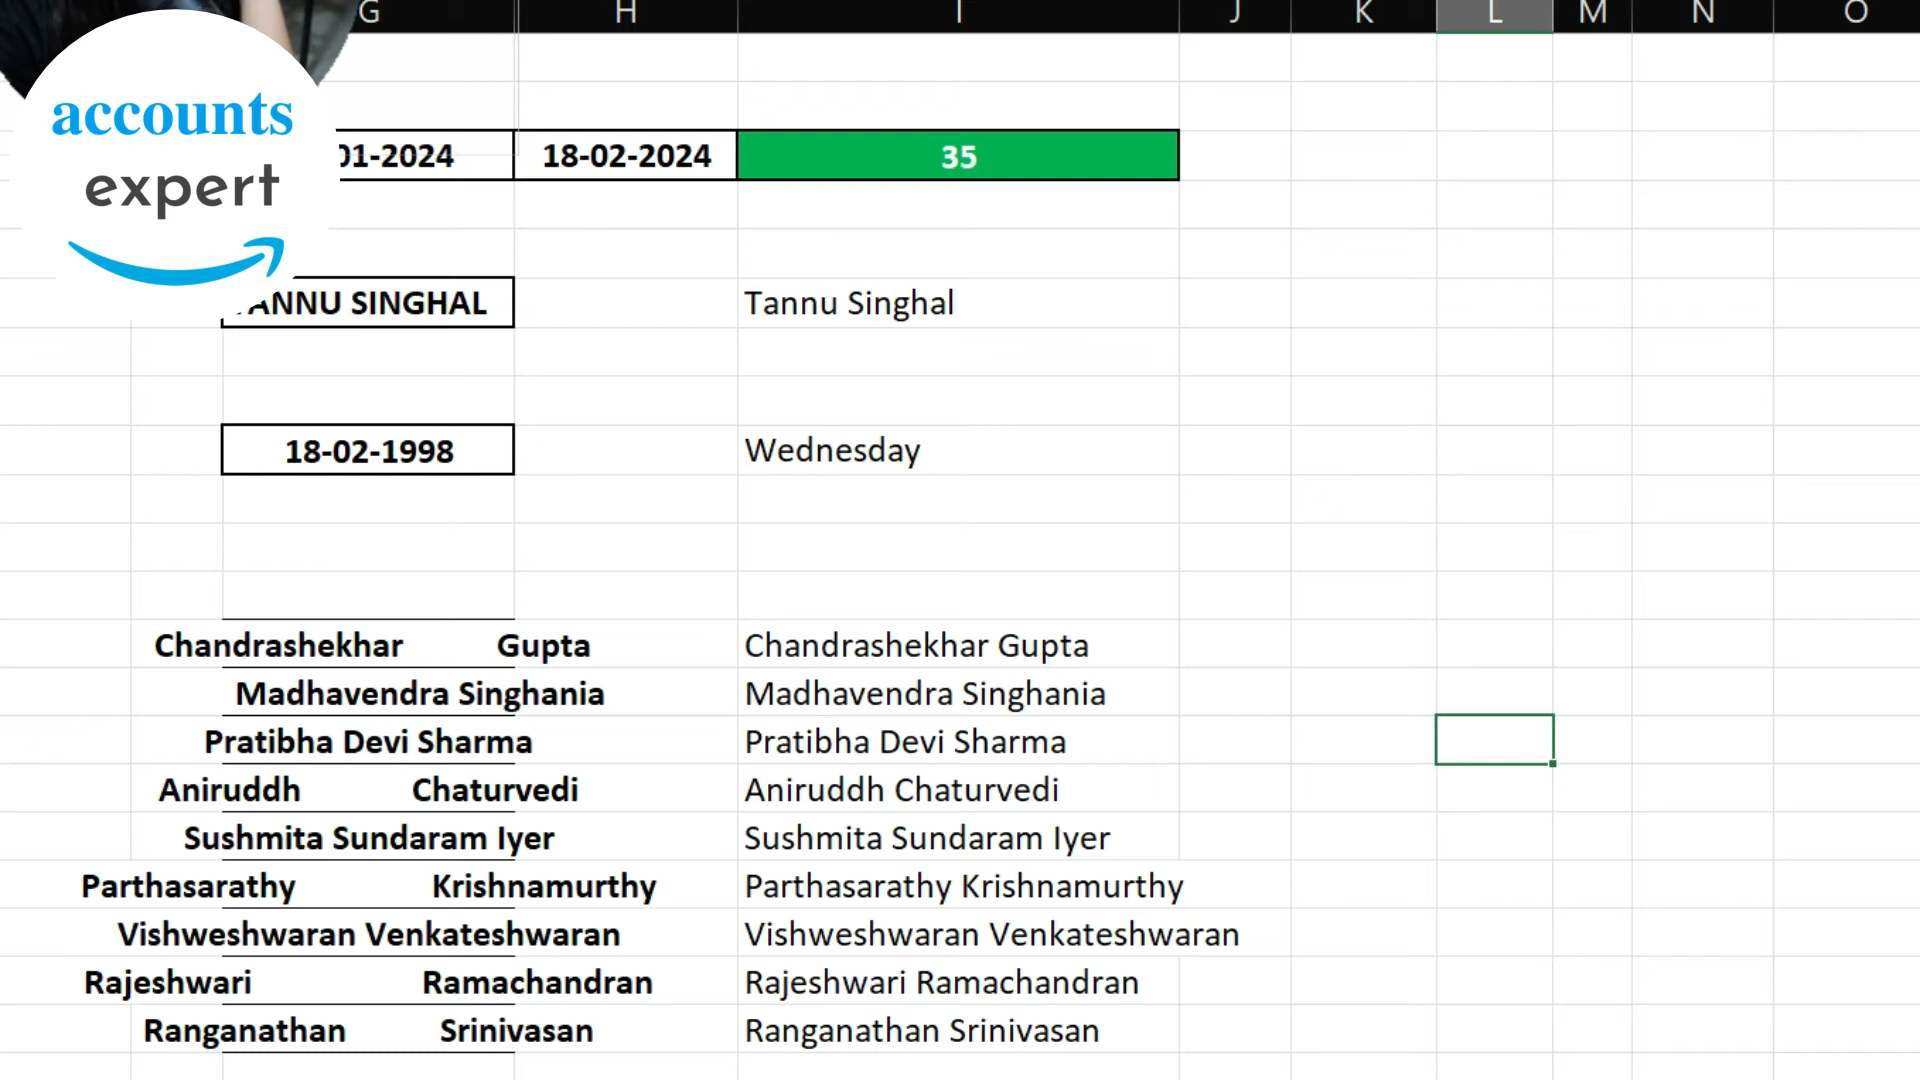 G H I J K L M N O
accounts
expert
01-2024 18-02-2024 35
TANNU SINGHAL Tannu Singhal
18-02-1998 Wednesday
Chandrashekhar Gupta Chandrashekhar Gupta
Madhavendra Singhania Madhavendra Singhania
Pratibha Devi Sharma Pratibha Devi Sharma
Aniruddh Chaturvedi Aniruddh Chaturvedi
Sushmita Sundaram Iyer Sushmita Sundaram Iyer
Parthasarathy Krishnamurthy Parthasarathy Krishnamurthy
Vishweshwaran Venkateshwaran Vishweshwaran Venkateshwaran
Rajeshwari Ramachandran Rajeshwari Ramachandran
Ranganathan Srinivasan Ranganathan Srinivasan